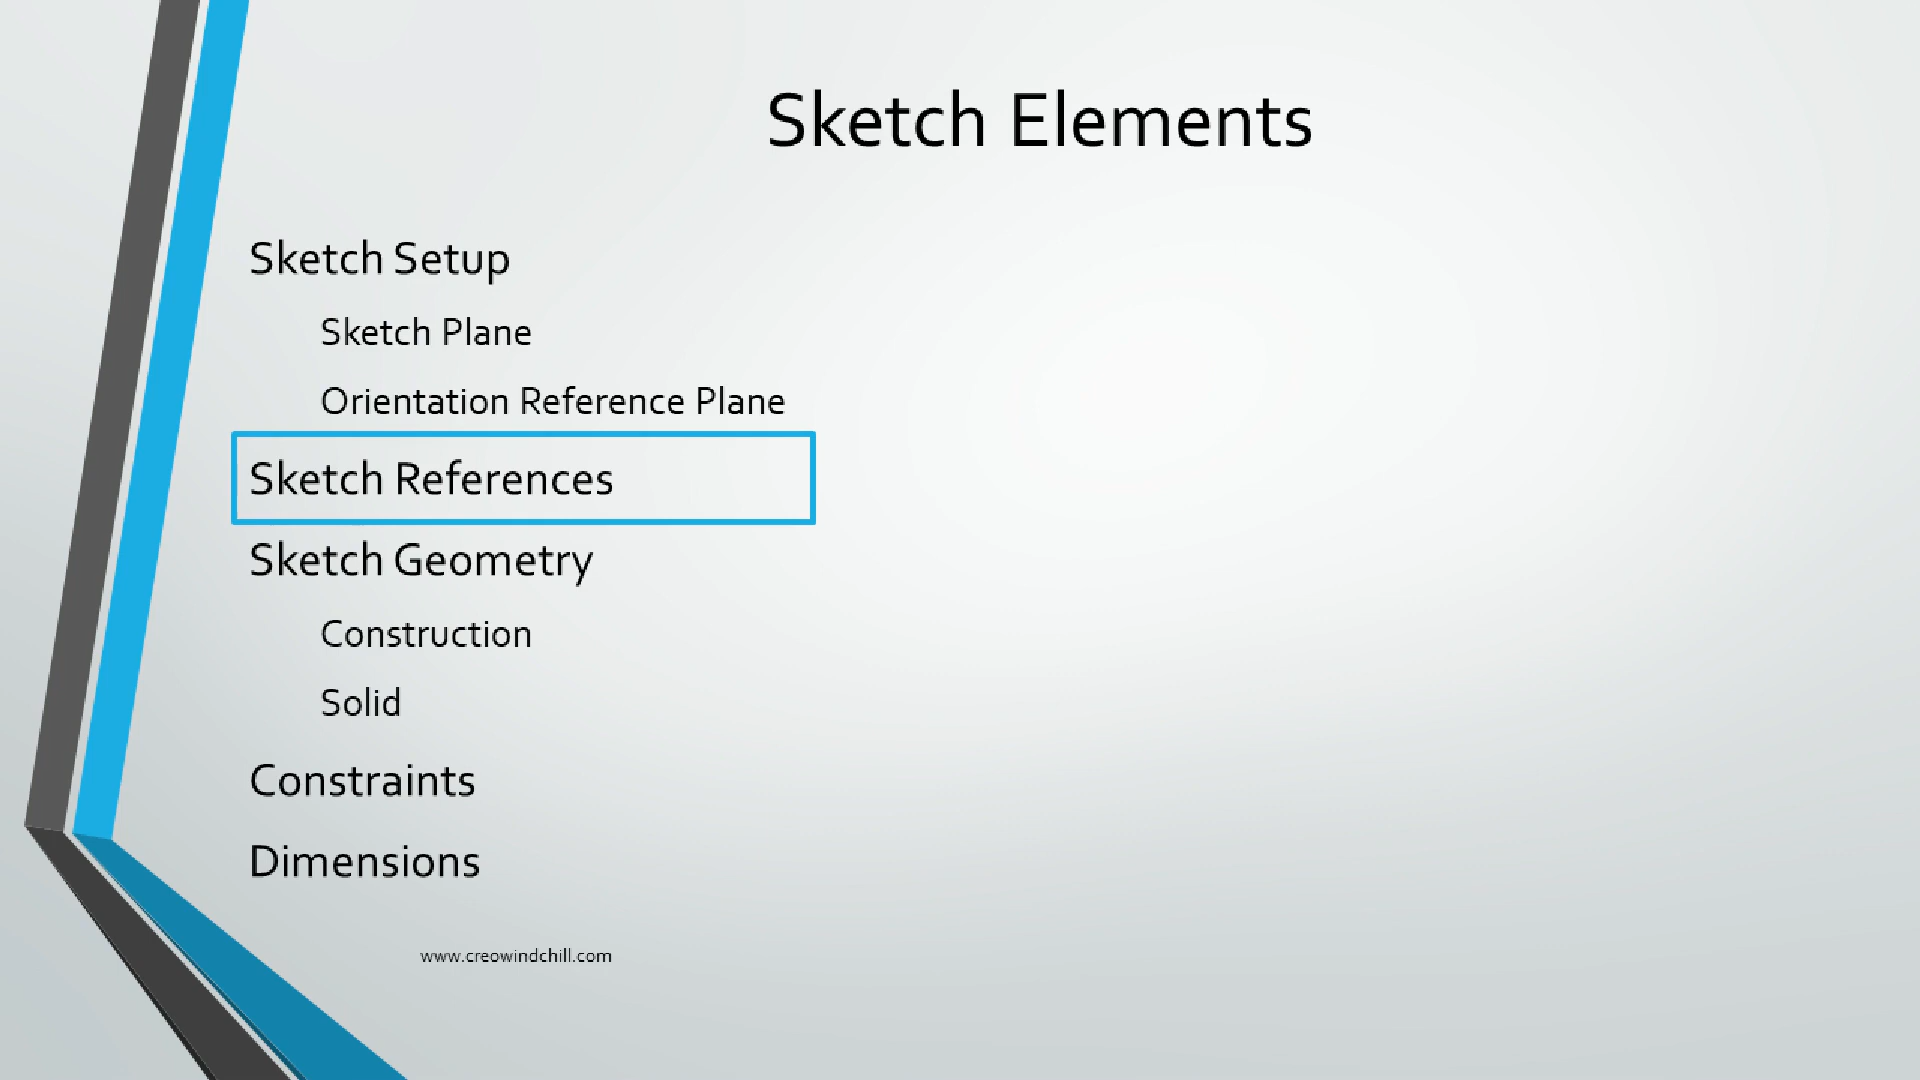 Sketch Elements
Sketch Setup
Sketch Plane
Orientation Reference Plane
Sketch References
Sketch Geometry
Construction
Solid
Constraints
Dimensions
www.creowindchill.com